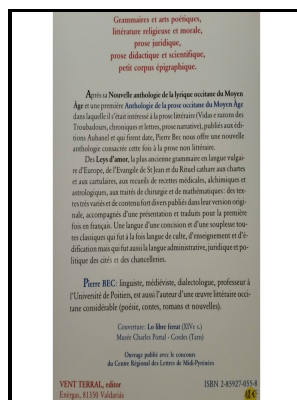 Grammaires et arts poétiques,
littérature religieuse et morale,
prose juridique,
prose didactique et scientifique,
petit corpus épigraphique.
Après sa Nouvelle anthologie de la lyrique occitane du Moyen
Âge et une première Anthologie de la prose occitane du Moyen Âge
dans laquelle il s'était intéressé à la prose littéraire (Vidas e razons des
Troubadours, chroniques et lettres, prose narrative), publiés aux édi-
tions Aubanel et qui firent date, Pierre Bec nous offre une nouvelle
anthologie consacrée cette fois à la prose non littéraire.
Des Leys d'amor, la plus ancienne grammaire en langue vulgai-
re d'Europe, de l'Evangile de St Jean et du Rituel cathare aux chartes
et aux cartulaires, aux recueils de recettes médicales, alchimiques et
astrologiques, aux traités de chirurgie et de mathématiques: des tex-
tes très variés et de contenu fort divers publiés dans leur version origi-
nale, accompagnés d'une présentation et traduits pour la première
fois en français. Une langue d'une concision et d'une souplesse tou-
tes classiques qui fut à la fois langue de culte, d'enseignement et d'é-
dification mais qui fut aussi la langue administrative, juridique et po-
litique des cités et des chancelleries.
Pierre BEC: linguiste, médiéviste, dialectologue, professeur à
l'Université de Poitiers, est aussi l'auteur d'une œuvre littéraire occi-
tane considérable (poésie, contes, romans et nouvelles).
Couverture: Lo libre ferrat (XIVe s.)
Musée Charles Portal - Cordes (Tarn)
Ouvrage publié avec le concours
du Centre Régional des Lettres de Midi-Pyrénées
VENT TERRAL, editor
Enèrgas, 81350 Valdariás
ISBN 2-85927-055-8